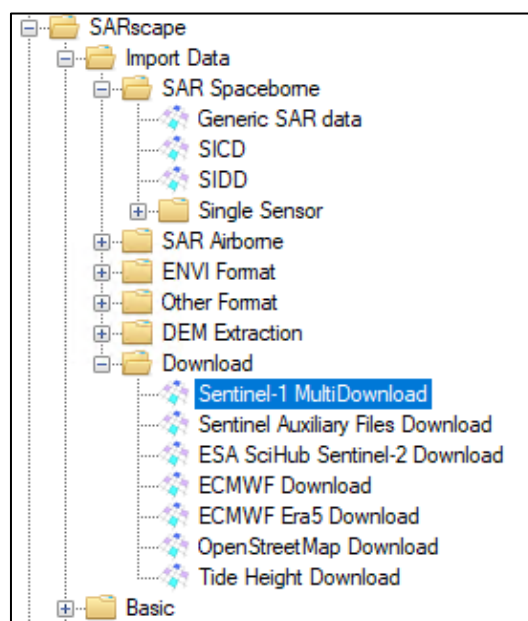 SARscape
Import Data
SAR Spaceborne
Generic SAR data
SICD
SIDD
Single Sensor
SAR Airborne
ENVI Format
Other Format
DEM Extraction
Download
Sentinel-1 MultiDownload
Sentinel Auxiliary Files Download
ESA SciHub Sentinel-2 Download
ECMWF Download
ECMWF Era5 Download
OpenStreetMap Download
Tide Height Download
Basic